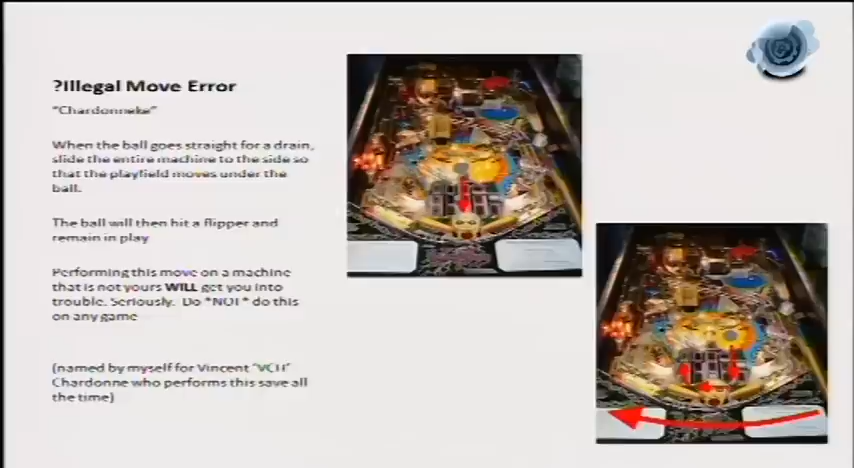 ?Illegal Move Error
"Chardonneke"
When the ball goes straight for a drain,
slide the entire machine to the side so
that the playfield moves under the
ball.
The ball will then hit a flipper and
remain in play
Performing this move on a machine
that is not yours WILL get you into
trouble. Seriously. Do *NOT* do this
on any game
(named by myself for Vincent "VCH"
Chardonne who performs this save all
the time)